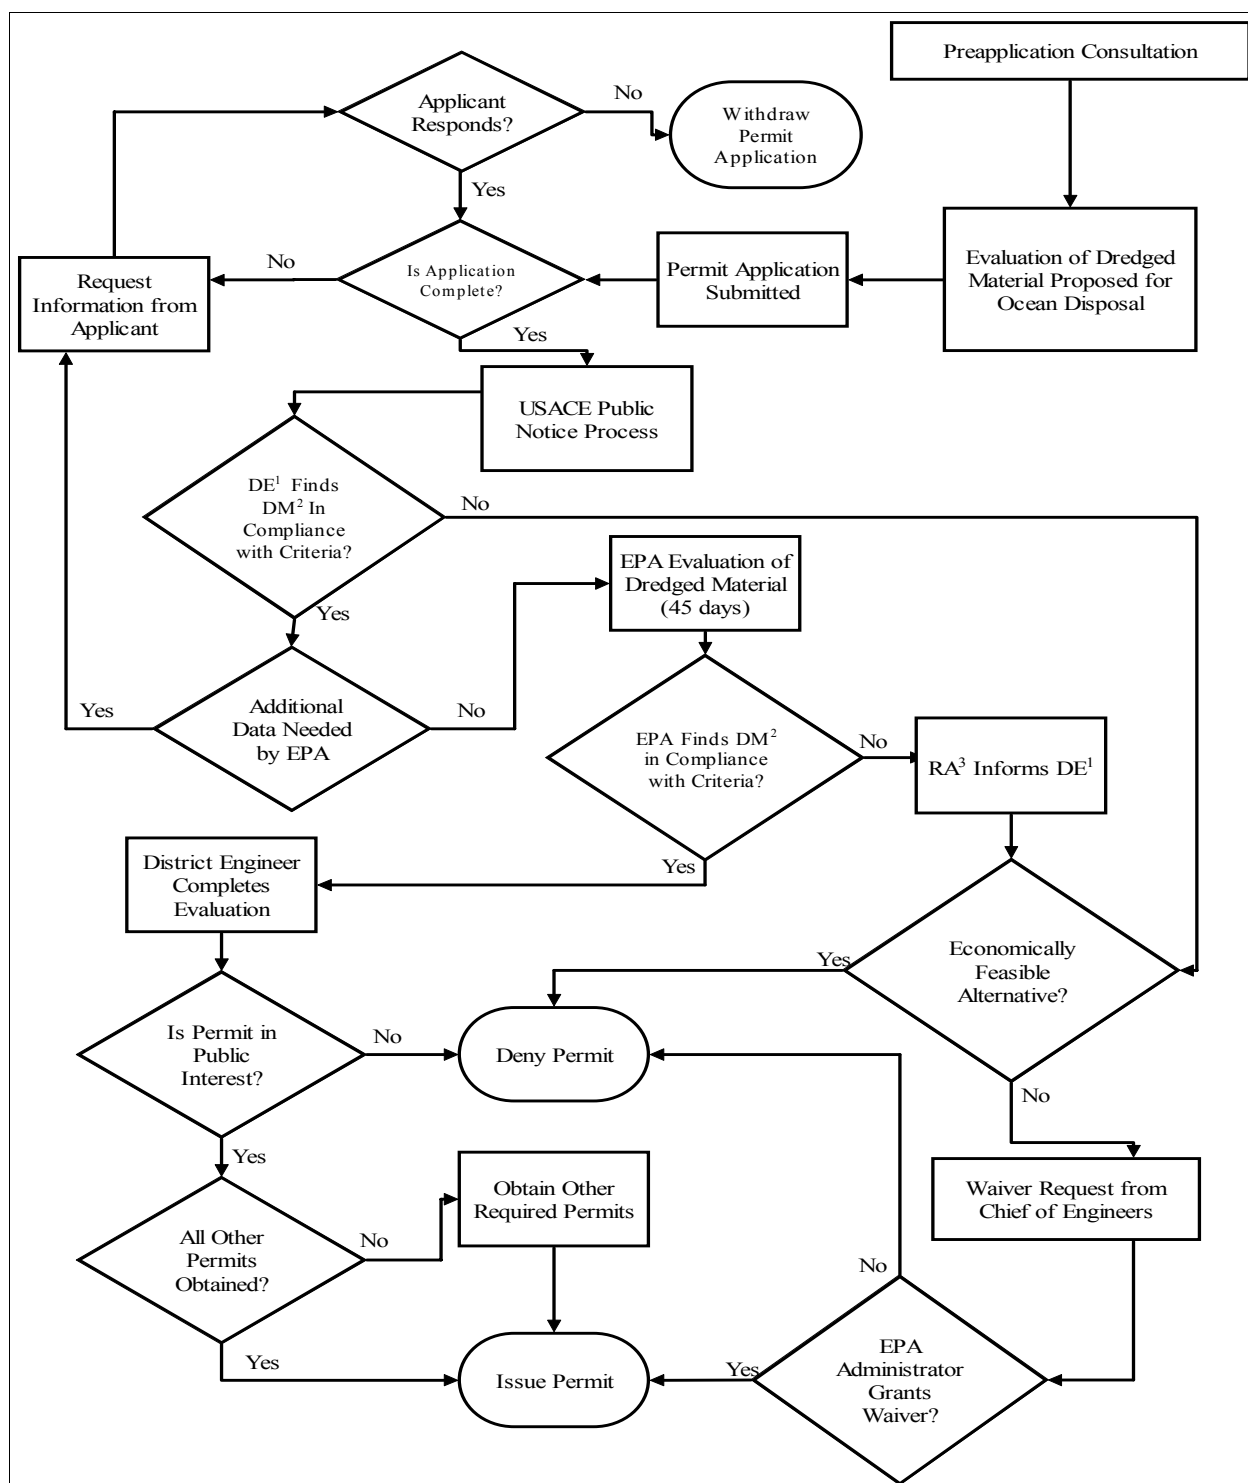 Preapplication Consultation
Applicant
Responds?
No
Withdraw
Permit
Application
Yes
Request
Information from
Applicant
No
Is Application
Complete?
Permit Application
Submitted
Evaluation of Dredged
Material Proposed for
Ocean Disposal
Yes
USACE Public
Notice Process
DE¹ Finds
DM² In
Compliance
with Criteria?
No
Yes
EPA Evaluation of
Dredged Material
(45 days)
Yes
Additional
Data Needed
by EPA
No
EPA Finds DM²
in Compliance
with Criteria?
No
RA³ Informs DE¹
Yes
District Engineer
Completes
Evaluation
Economically
Feasible
Alternative?
Yes
Is Permit in
Public
Interest?
No
Deny Permit
No
Yes
Obtain Other
Required Permits
Waiver Request from
Chief of Engineers
All Other
Permits
Obtained?
No
No
Yes
Issue Permit
Yes
EPA
Administrator
Grants
Waiver?